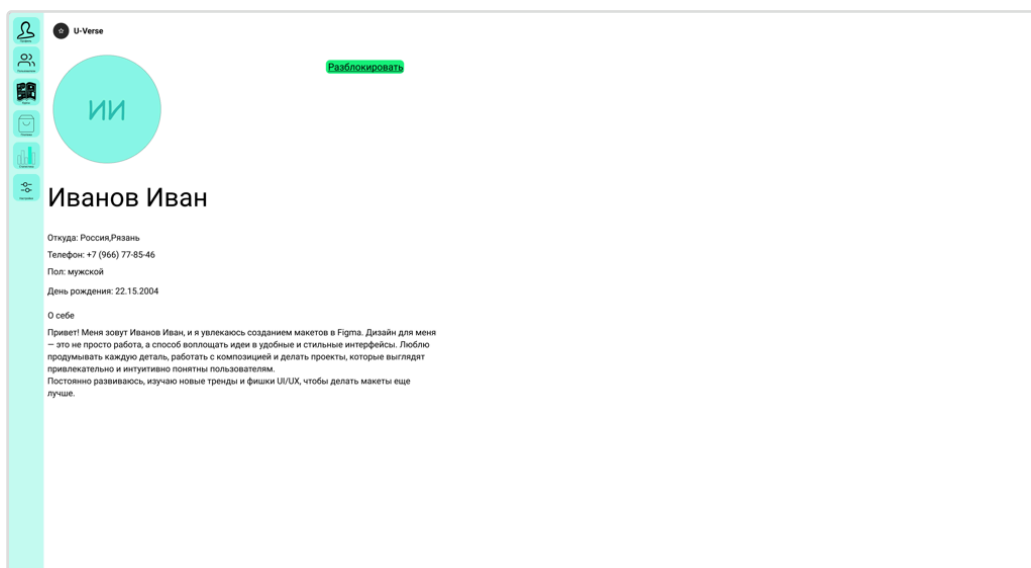 U-Verse
Разблокировать
ИИ
Иванов Иван
Откуда: Россия,Рязань
Телефон: +7 (966) 77-85-46
Пол: мужской
День рождения: 22.15.2004
О себе
Привет! Меня зовут Иванов Иван, и я увлекаюсь созданием макетов в Figma. Дизайн для меня
— это не просто работа, а способ воплощать идеи в удобные и стильные интерфейсы. Люблю
продумывать каждую деталь, работать с композицией и делать проекты, которые выглядят
привлекательно и интуитивно понятны пользователям.
Постоянно развиваюсь, изучаю новые тренды и фишки UI/UX, чтобы делать макеты еще
лучше.